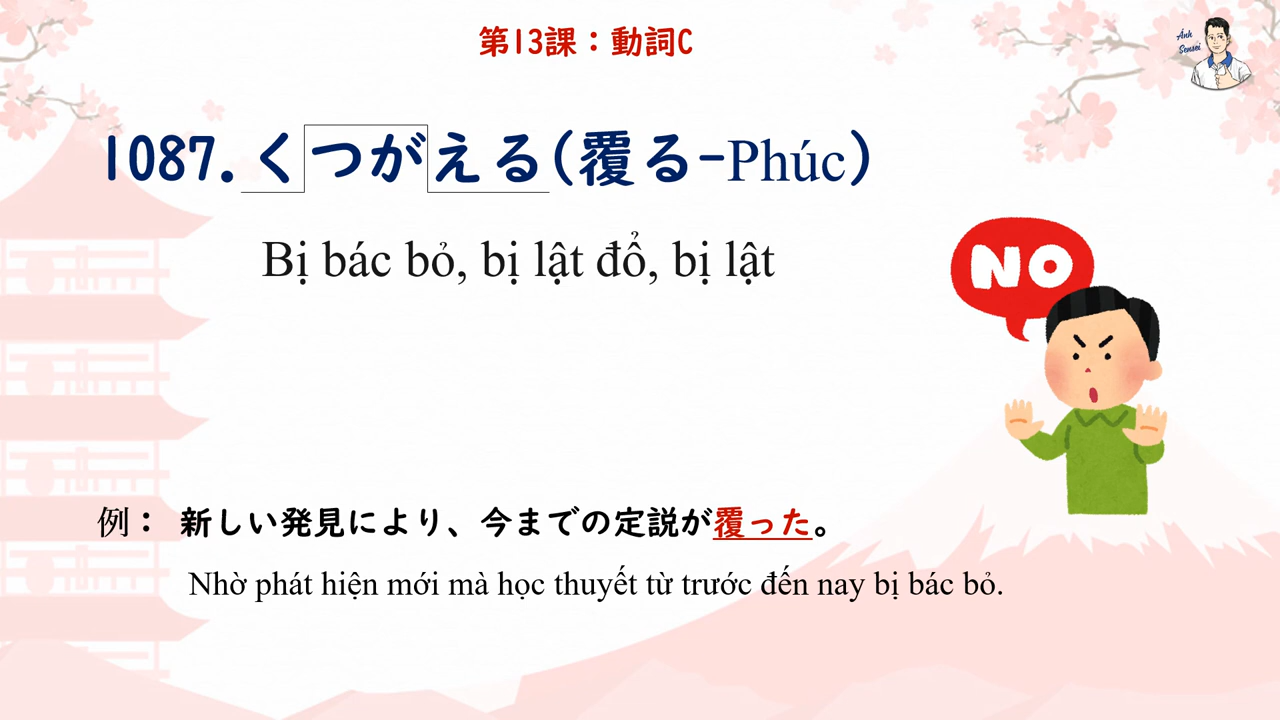 第13課：動詞C
Anh
Sensei
1087.くつがえる(覆る-Phúc)
Bị bác bỏ, bị lật đổ, bị lật
NO
例： 新しい発見により、今までの定説が覆った。
Nhờ phát hiện mới mà học thuyết từ trước đến nay bị bác bỏ.